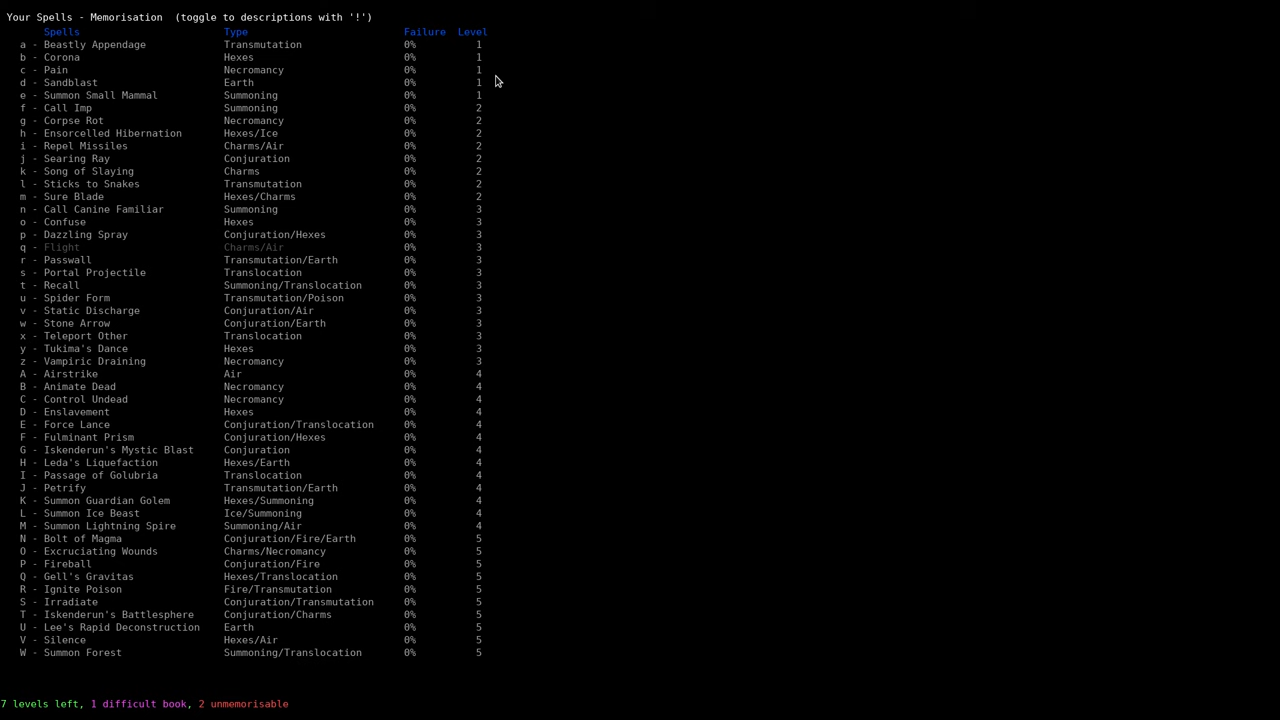 Your Spells - Memorisation  (toggle to descriptions with '!')
Spells Type Failure Level
a - Beastly Appendage Transmutation 0% 1
b - Corona Hexes 0% 1
c - Pain Necromancy 0% 1
d - Sandblast Earth 0% 1
e - Summon Small Mammal Summoning 0% 1
f - Call Imp Summoning 0% 2
g - Corpse Rot Necromancy 0% 2
h - Ensorcelled Hibernation Hexes/Ice 0% 2
i - Repel Missiles Charms/Air 0% 2
j - Searing Ray Conjuration 0% 2
k - Song of Slaying Charms 0% 2
l - Sticks to Snakes Transmutation 0% 2
m - Sure Blade Hexes/Charms 0% 2
n - Call Canine Familiar Summoning 0% 3
o - Confuse Hexes 0% 3
p - Dazzling Spray Conjuration/Hexes 0% 3
q - Flight Charms/Air 0% 3
r - Passwall Transmutation/Earth 0% 3
s - Portal Projectile Translocation 0% 3
t - Recall Summoning/Translocation 0% 3
u - Spider Form Transmutation/Poison 0% 3
v - Static Discharge Conjuration/Air 0% 3
w - Stone Arrow Conjuration/Earth 0% 3
x - Teleport Other Translocation 0% 3
y - Tukima's Dance Hexes 0% 3
z - Vampiric Draining Necromancy 0% 3
A - Airstrike Air 0% 4
B - Animate Dead Necromancy 0% 4
C - Control Undead Necromancy 0% 4
D - Enslavement Hexes 0% 4
E - Force Lance Conjuration/Translocation 0% 4
F - Fulminant Prism Conjuration/Hexes 0% 4
G - Iskenderun's Mystic Blast Conjuration 0% 4
H - Leda's Liquefaction Hexes/Earth 0% 4
I - Passage of Golubria Translocation 0% 4
J - Petrify Transmutation/Earth 0% 4
K - Summon Guardian Golem Hexes/Summoning 0% 4
L - Summon Ice Beast Ice/Summoning 0% 4
M - Summon Lightning Spire Summoning/Air 0% 4
N - Bolt of Magma Conjuration/Fire/Earth 0% 5
O - Excruciating Wounds Charms/Necromancy 0% 5
P - Fireball Conjuration/Fire 0% 5
Q - Gell's Gravitas Hexes/Translocation 0% 5
R - Ignite Poison Fire/Transmutation 0% 5
S - Irradiate Conjuration/Transmutation 0% 5
T - Iskenderun's Battlesphere Conjuration/Charms 0% 5
U - Lee's Rapid Deconstruction Earth 0% 5
V - Silence Hexes/Air 0% 5
W - Summon Forest Summoning/Translocation 0% 5
7 levels left, 1 difficult book, 2 unmemorisable